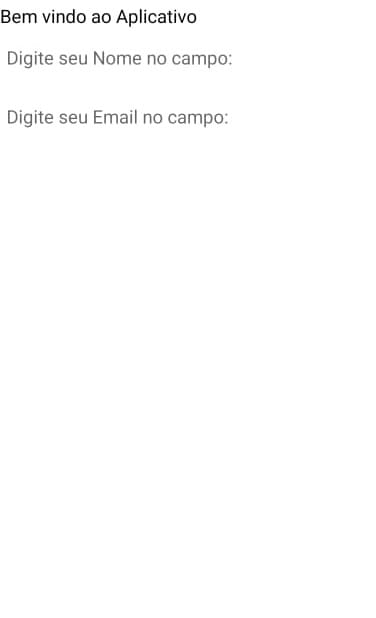 Bem vindo ao Aplicativo
Digite seu Nome no campo:
Digite seu Email no campo: